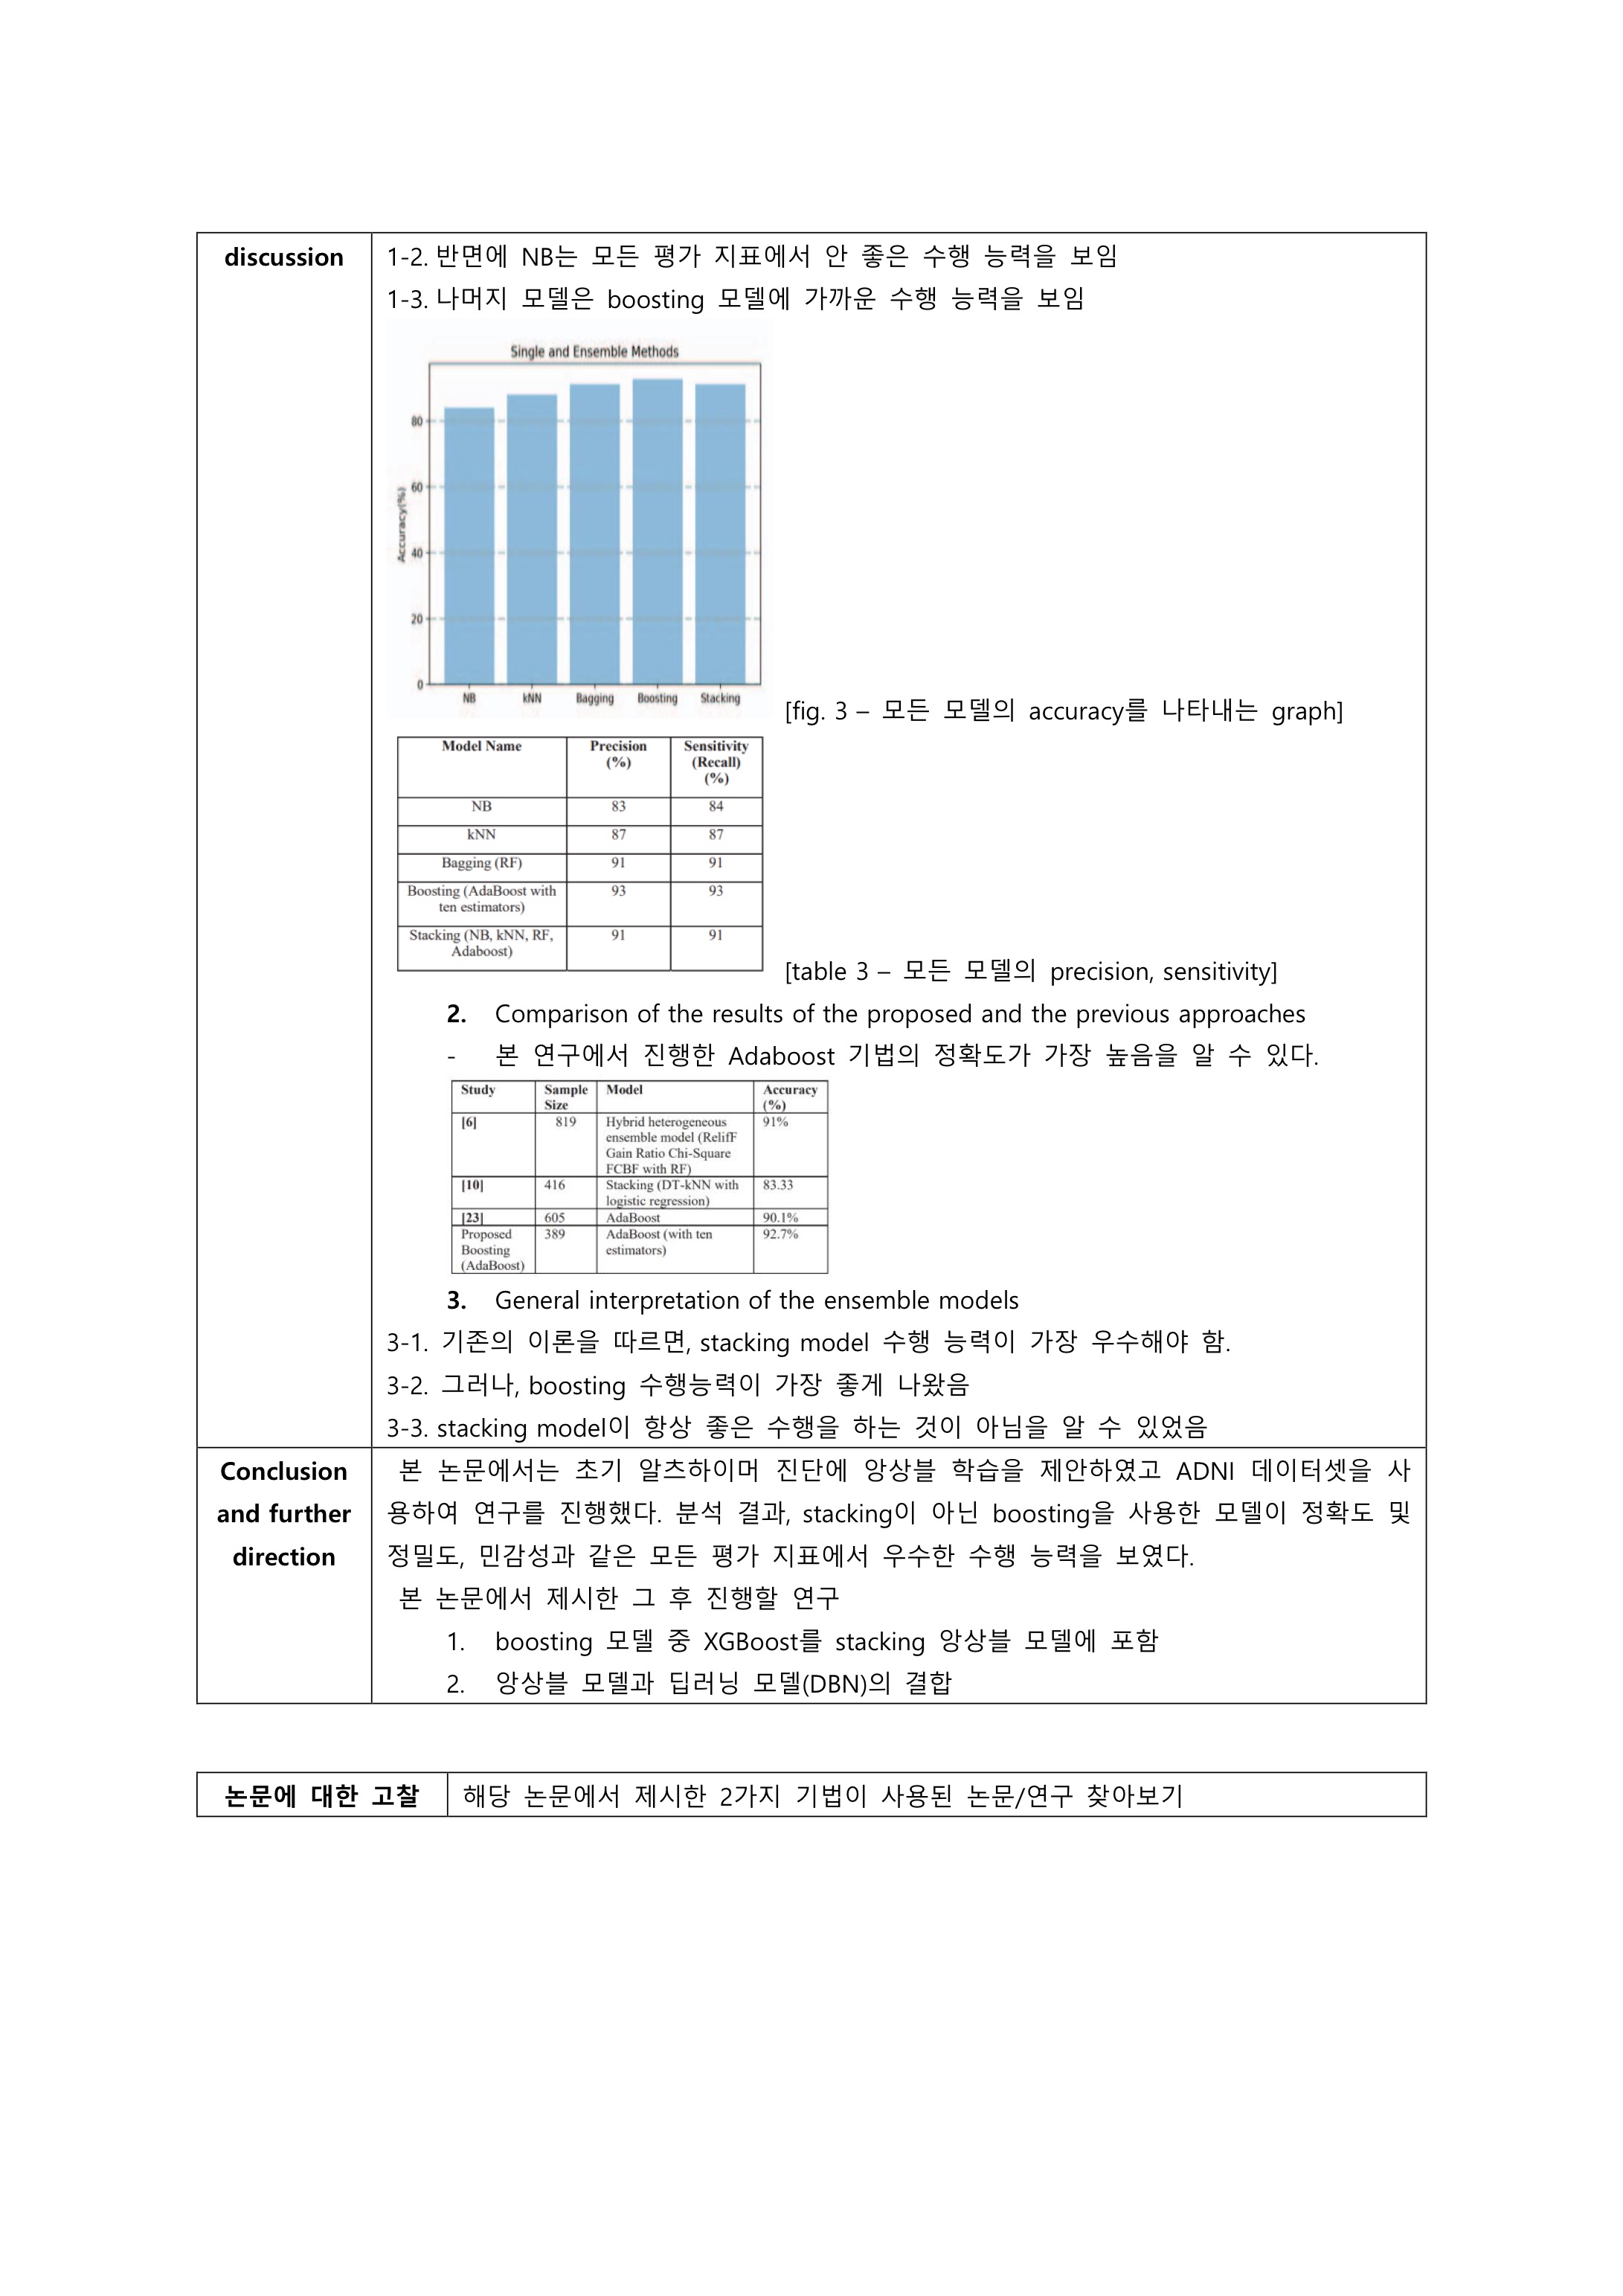 discussion
1-2. 반면에 NB는 모든 평가 지표에서 안 좋은 수행 능력을 보임
1-3. 나머지 모델은 boosting 모델에 가까운 수행 능력을 보임
Single and Ensemble Methods
Accuracy(%)
80
60
40
20
0
NB kNN Bagging Boosting Stacking
[fig. 3 – 모든 모델의 accuracy를 나타내는 graph]
Model Name Precision (%) Sensitivity (Recall) (%)
NB 83 84
kNN 87 87
Bagging (RF) 91 91
Boosting (AdaBoost with ten estimators) 93 93
Stacking (NB, kNN, RF, Adaboost) 91 91
[table 3 – 모든 모델의 precision, sensitivity]
2. Comparison of the results of the proposed and the previous approaches
- 본 연구에서 진행한 Adaboost 기법의 정확도가 가장 높음을 알 수 있다.
Study Sample Size Model Accuracy (%)
[6] 819 Hybrid heterogeneous ensemble model (RelifF Gain Ratio Chi-Square FCBF with RF) 91%
[10] 416 Stacking (DT-kNN with logistic regression) 83.33
[23] 605 AdaBoost 90.1%
Proposed Boosting (AdaBoost) 389 AdaBoost (with ten estimators) 92.7%
3. General interpretation of the ensemble models
3-1. 기존의 이론을 따르면, stacking model 수행 능력이 가장 우수해야 함.
3-2. 그러나, boosting 수행능력이 가장 좋게 나왔음
3-3. stacking model이 항상 좋은 수행을 하는 것이 아님을 알 수 있었음
Conclusion
and further
direction
본 논문에서는 초기 알츠하이머 진단에 앙상블 학습을 제안하였고 ADNI 데이터셋을 사
용하여 연구를 진행했다. 분석 결과, stacking이 아닌 boosting을 사용한 모델이 정확도 및
정밀도, 민감성과 같은 모든 평가 지표에서 우수한 수행 능력을 보였다.
본 논문에서 제시한 그 후 진행할 연구
1. boosting 모델 중 XGBoost를 stacking 앙상블 모델에 포함
2. 앙상블 모델과 딥러닝 모델(DBN)의 결합
논문에 대한 고찰 해당 논문에서 제시한 2가지 기법이 사용된 논문/연구 찾아보기